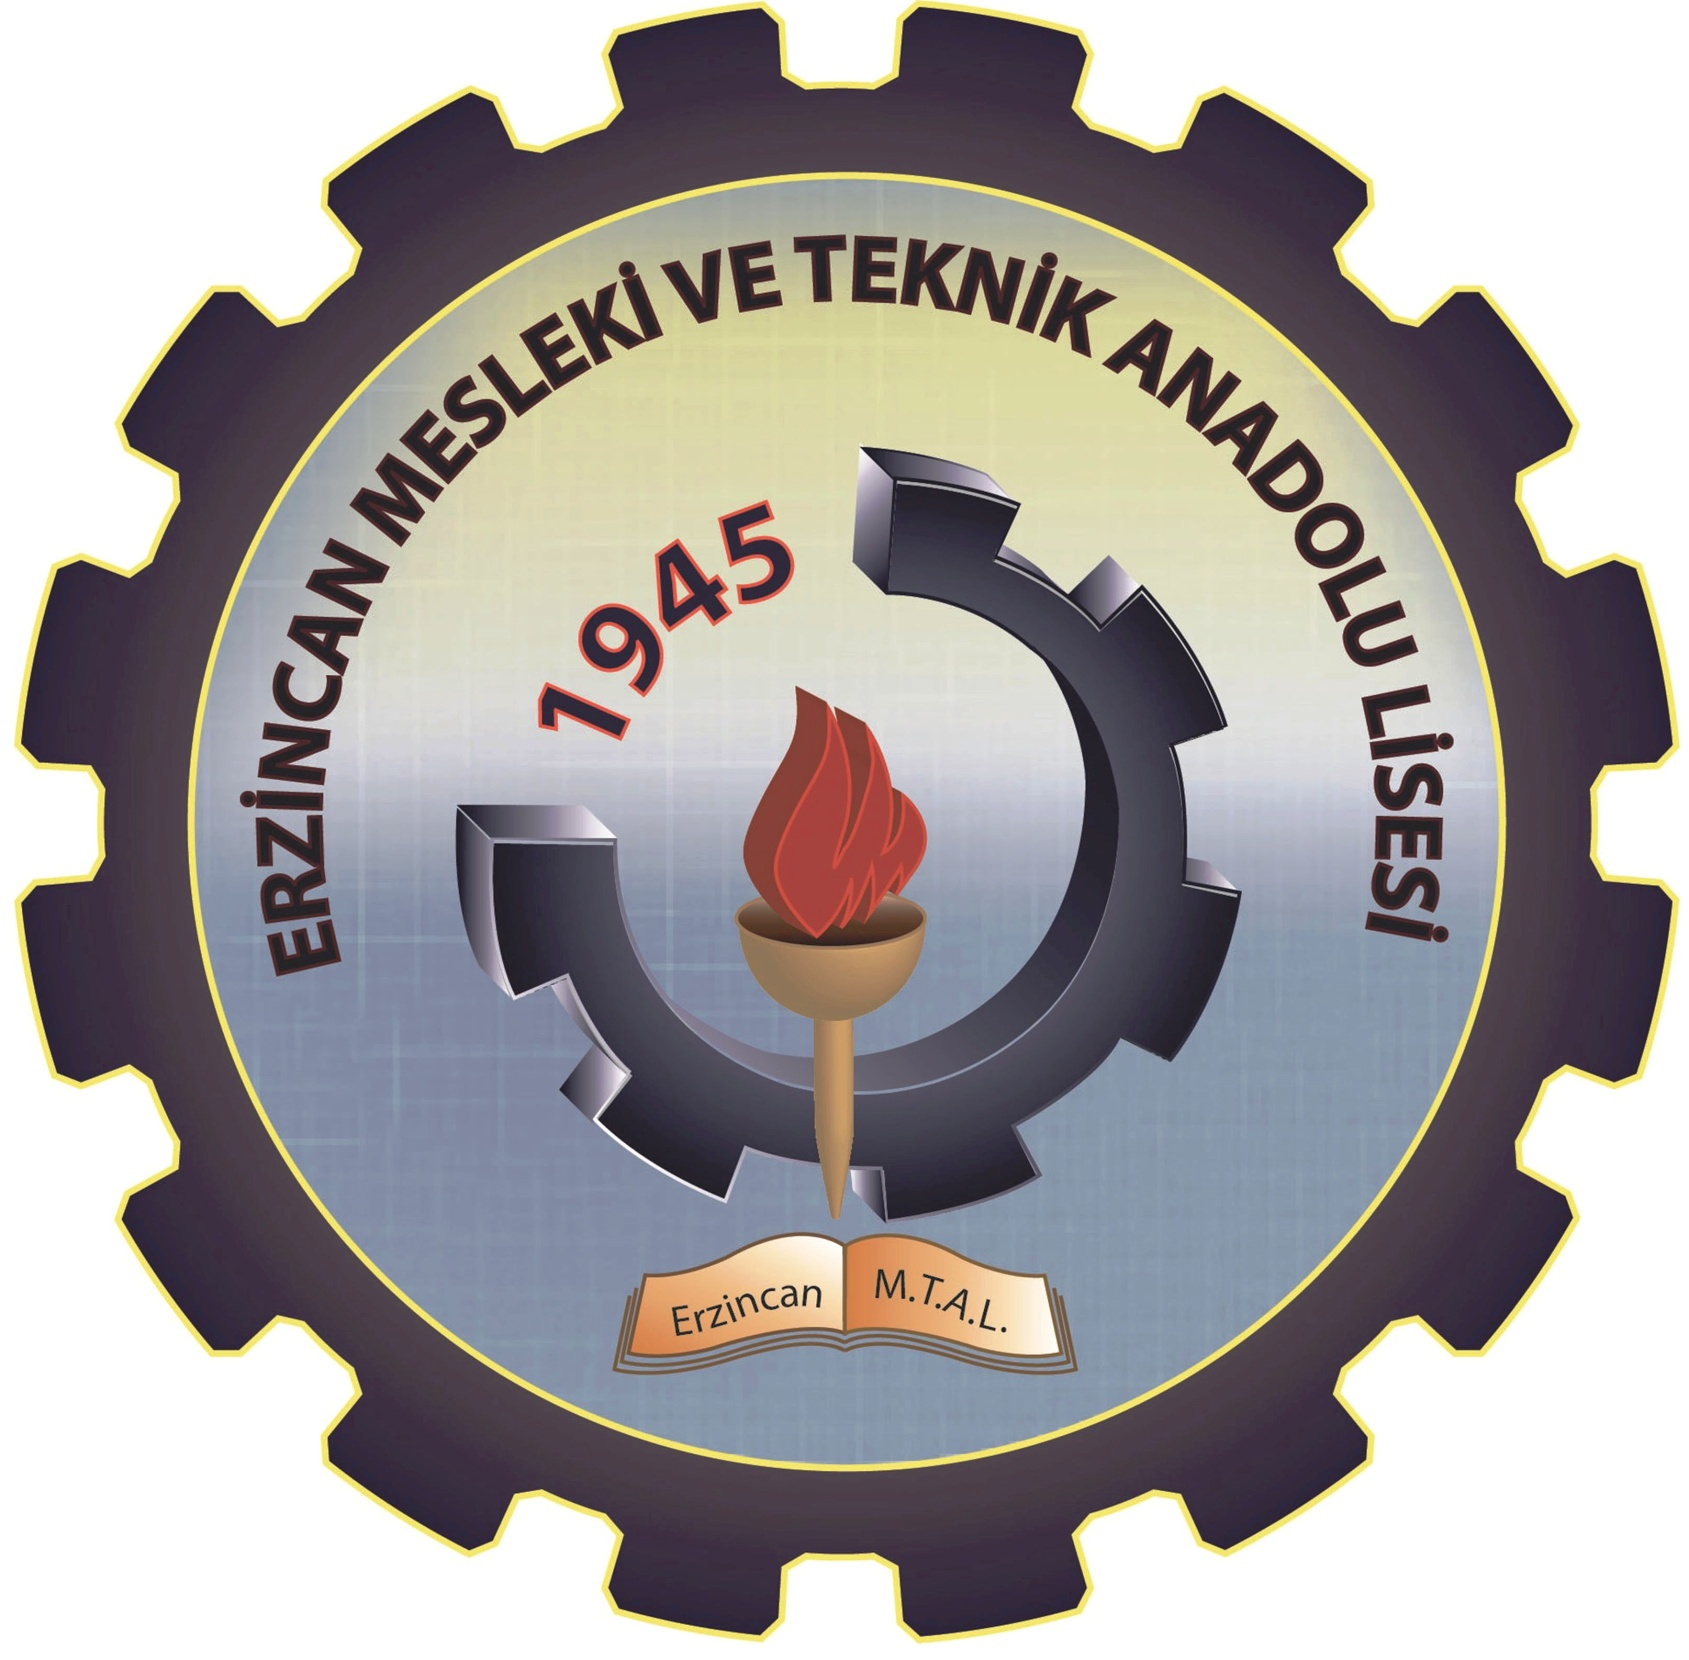 ERZİNCAN MESLEKİ VE TEKNİK ANADOLU LİSESİ
1945
Erzincan M.T.A.L.